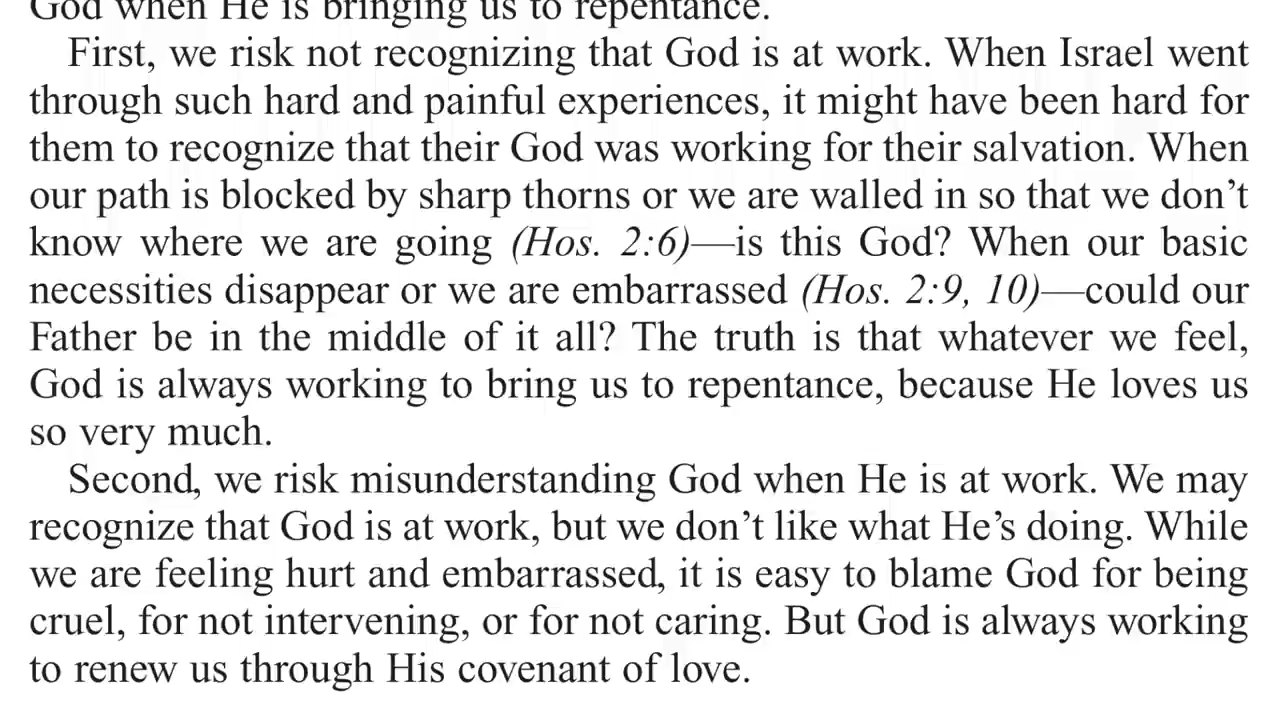 God when He is bringing us to repentance.
First, we risk not recognizing that God is at work. When Israel went
through such hard and painful experiences, it might have been hard for
them to recognize that their God was working for their salvation. When
our path is blocked by sharp thorns or we are walled in so that we don’t
know where we are going (Hos. 2:6)—is this God? When our basic
necessities disappear or we are embarrassed (Hos. 2:9, 10)—could our
Father be in the middle of it all? The truth is that whatever we feel,
God is always working to bring us to repentance, because He loves us
so very much.
Second, we risk misunderstanding God when He is at work. We may
recognize that God is at work, but we don’t like what He’s doing. While
we are feeling hurt and embarrassed, it is easy to blame God for being
cruel, for not intervening, or for not caring. But God is always working
to renew us through His covenant of love.